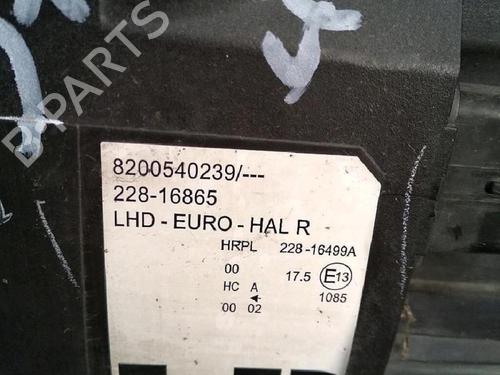 B-PARTS
8200540239/---
228-16865
LHD - EURO - HAL R
HRPL 228-16499A
00 17.5 E13
HC A 1085
00 02